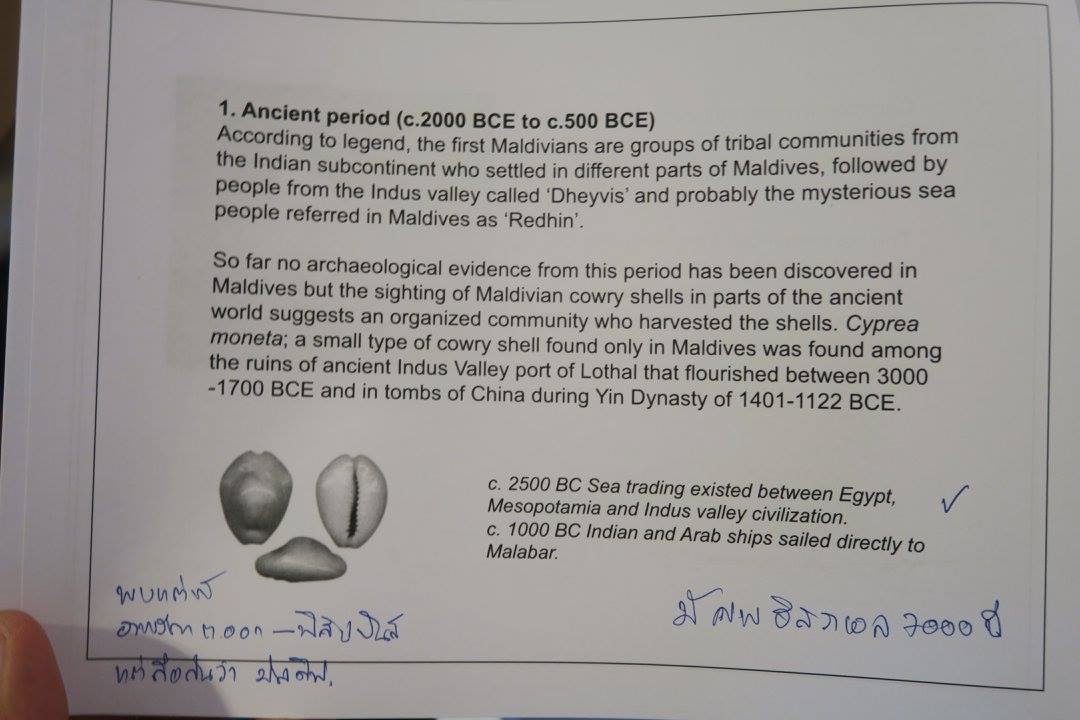 1. Ancient period (c.2000 BCE to c.500 BCE)
According to legend, the first Maldivians are groups of tribal communities from
the Indian subcontinent who settled in different parts of Maldives, followed by
people from the Indus valley called ‘Dheyvis’ and probably the mysterious sea
people referred in Maldives as ‘Redhin’.
So far no archaeological evidence from this period has been discovered in
Maldives but the sighting of Maldivian cowry shells in parts of the ancient
world suggests an organized community who harvested the shells. Cyprea
moneta; a small type of cowry shell found only in Maldives was found among
the ruins of ancient Indus Valley port of Lothal that flourished between 3000
-1700 BCE and in tombs of China during Yin Dynasty of 1401-1122 BCE.
c. 2500 BC Sea trading existed between Egypt,
Mesopotamia and Indus valley civilization.
c. 1000 BC Indian and Arab ships sailed directly to
Malabar.